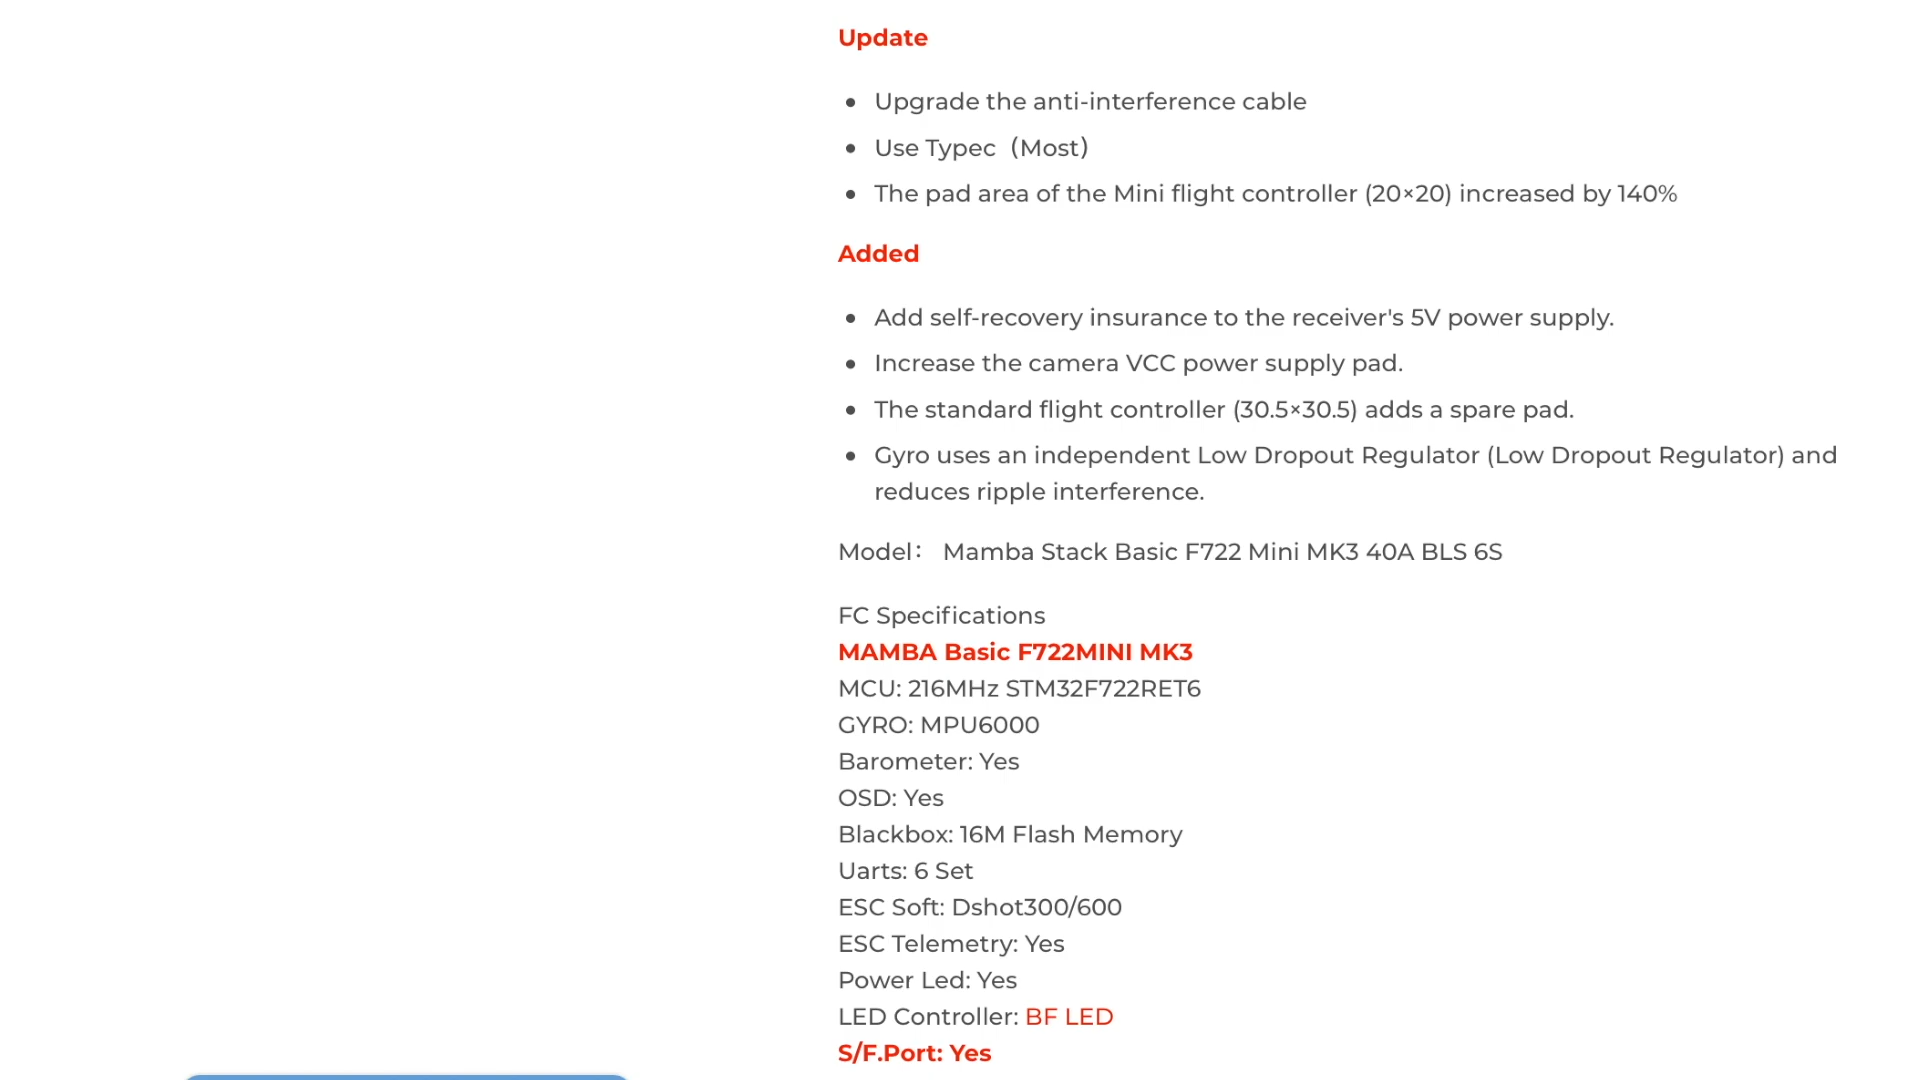 Update
Upgrade the anti-interference cable
Use Typec（Most）
The pad area of the Mini flight controller (20×20) increased by 140%
Added
Add self-recovery insurance to the receiver's 5V power supply.
Increase the camera VCC power supply pad.
The standard flight controller (30.5×30.5) adds a spare pad.
Gyro uses an independent Low Dropout Regulator (Low Dropout Regulator) and
reduces ripple interference.
Model： Mamba Stack Basic F722 Mini MK3 40A BLS 6S
FC Specifications
MAMBA Basic F722MINI MK3
MCU: 216MHz STM32F722RET6
GYRO: MPU6000
Barometer: Yes
OSD: Yes
Blackbox: 16M Flash Memory
Uarts: 6 Set
ESC Soft: Dshot300/600
ESC Telemetry: Yes
Power Led: Yes
LED Controller: BF LED
S/F.Port: Yes